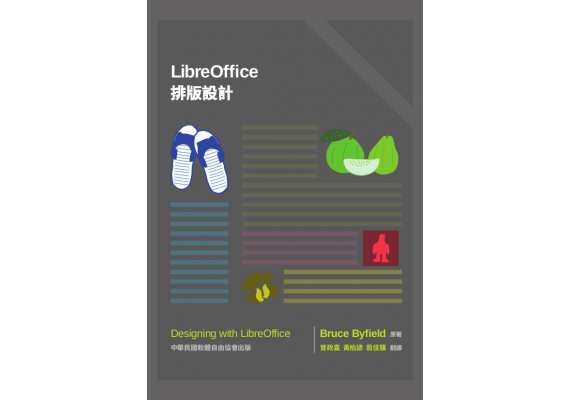 LibreOffice
排版設計
Designing with LibreOffice
中華民國軟體自由協會出版
Bruce Byfield 原著
曾政嘉 黃柏諺 翁佳驥 翻譯